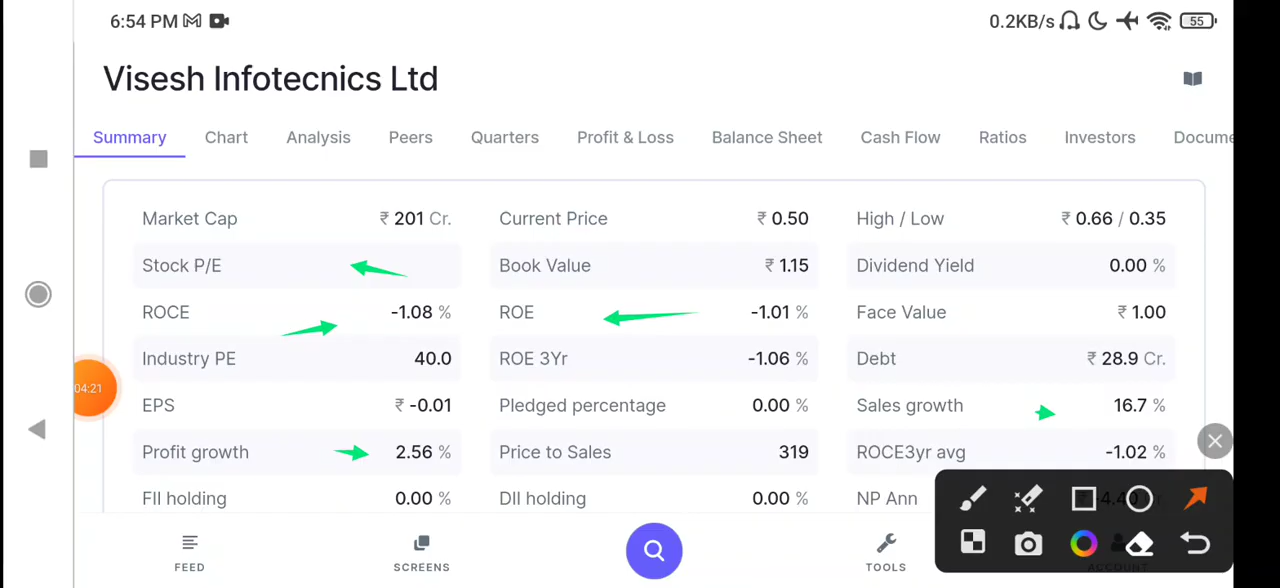 6:54 PM
0.2KB/s
55
Visesh Infotecnics Ltd
Summary Chart Analysis Peers Quarters Profit & Loss Balance Sheet Cash Flow Ratios Investors Docume
Market Cap ₹ 201 Cr. Current Price ₹ 0.50 High / Low ₹ 0.66 / 0.35
Stock P/E Book Value ₹ 1.15 Dividend Yield 0.00 %
ROCE -1.08 % ROE -1.01 % Face Value ₹ 1.00
Industry PE 40.0 ROE 3Yr -1.06 % Debt ₹ 28.9 Cr.
04:21
EPS ₹ -0.01 Pledged percentage 0.00 % Sales growth 16.7 %
Profit growth 2.56 % Price to Sales 319 ROCE3yr avg -1.02 %
FII holding 0.00 % DII holding 0.00 % NP Ann
FEED SCREENS TOOLS ACCOUNT